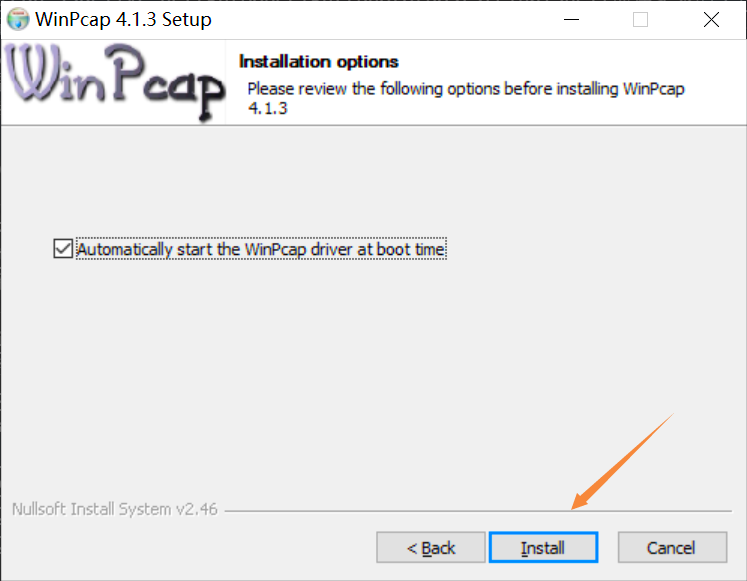 WinPcap 4.1.3 Setup
WinPcap
Installation options
Please review the following options before installing WinPcap
4.1.3
Automatically start the WinPcap driver at boot time
Nullsoft Install System v2.46
< Back
Install
Cancel